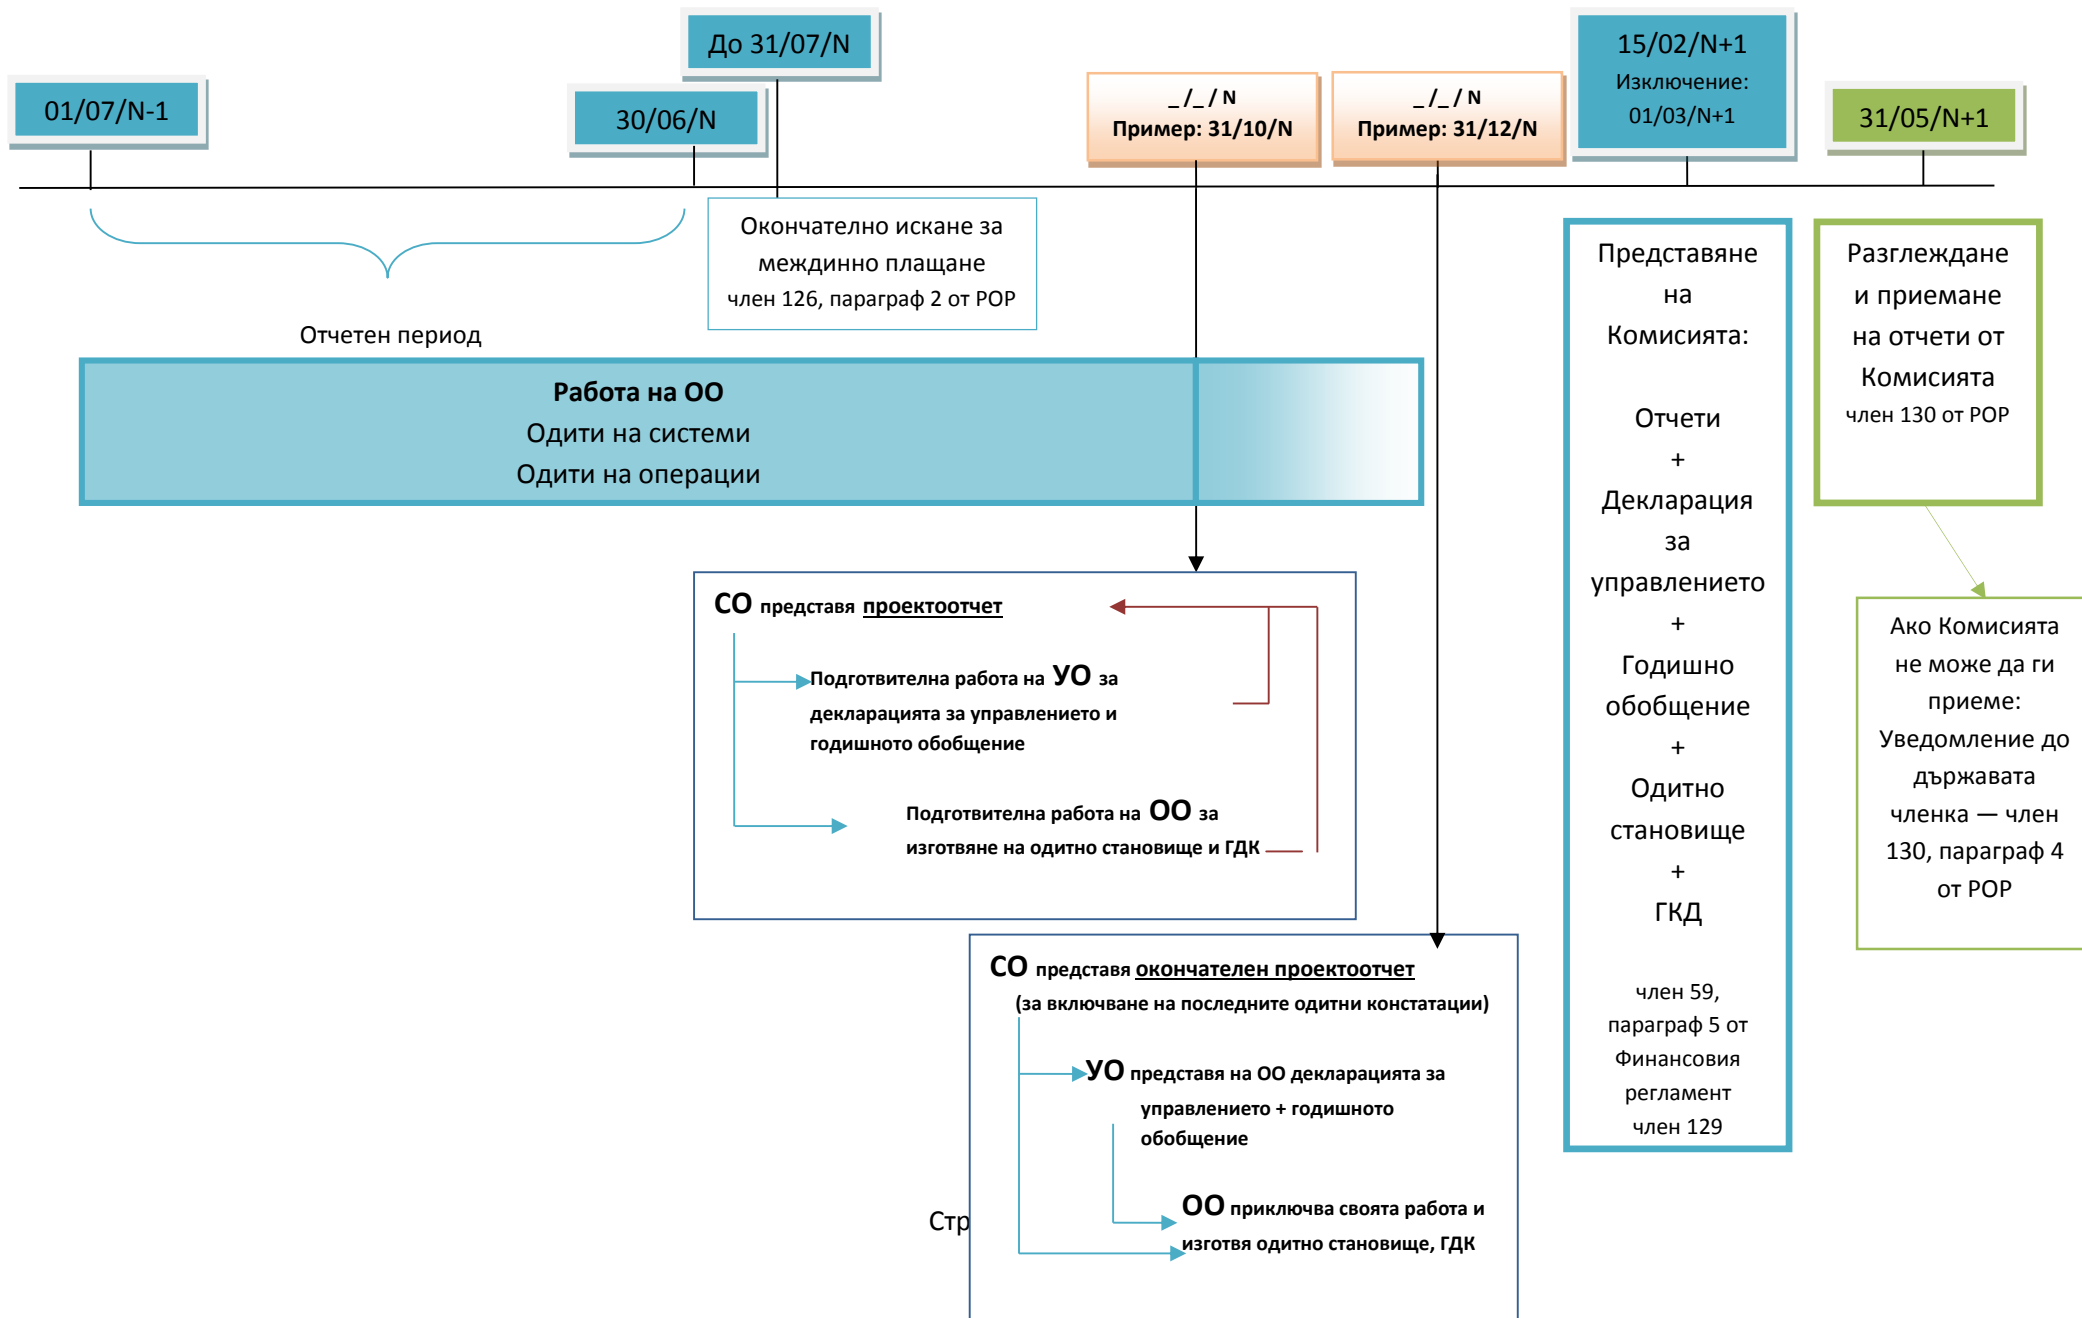 До 31/07/N
15/02/N+1
Изключение:
01/03/N+1
01/07/N-1
30/06/N
_ /_ / N
Пример: 31/10/N
_ /_ / N
Пример: 31/12/N
31/05/N+1
Окончателно искане за
междинно плащане
член 126, параграф 2 от РОР
Отчетен период
Работа на ОО
Одити на системи
Одити на операции
СО представя проектоотчет
Подготвителна работа на УО за
декларацията за управлението и
годишното обобщение
Подготвителна работа на ОО за
изготвяне на одитно становище и ГДК
СО представя окончателен проектоотчет
(за включване на последните одитни констатации)
УО представя на ОО декларацията за
управлението + годишното
обобщение
ОО приключва своята работа и
изготвя одитно становище, ГДК
Стр
Представяне
на
Комисията:
Отчети
+
Декларация
за
управлението
+
Годишно
обобщение
+
Одитно
становище
+
ГКД
член 59,
параграф 5 от
Финансовия
регламент
член 129
Разглеждане
и приемане
на отчети от
Комисията
член 130 от РОР
Ако Комисията
не може да ги
приеме:
Уведомление до
държавата
членка — член
130, параграф 4
от РОР